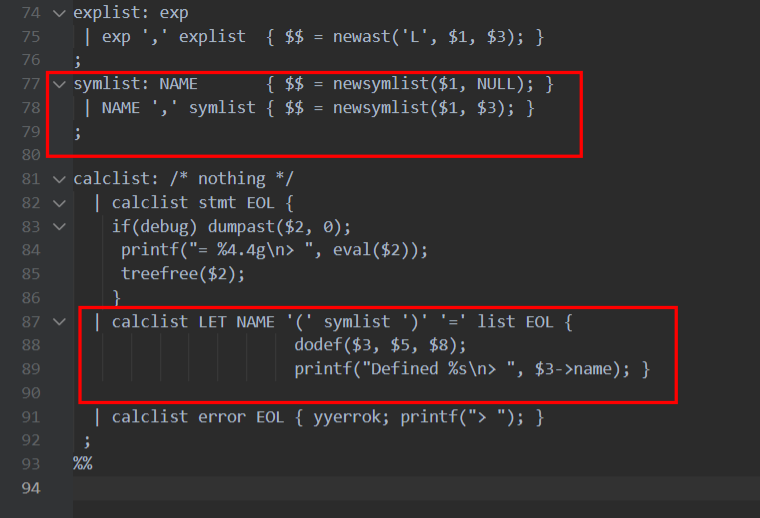 74 explist: exp
75 | exp ',' explist { $$ = newast('L', $1, $3); }
76 ;
77 symlist: NAME { $$ = newsymlist($1, NULL); }
78 | NAME ',' symlist { $$ = newsymlist($1, $3); }
79 ;
80
81 calclist: /* nothing */
82 | calclist stmt EOL {
83 if(debug) dumpast($2, 0);
84 printf("= %4.4g\n> ", eval($2));
85 treefree($2);
86 }
87 | calclist LET NAME '(' symlist ')' '=' list EOL {
88 dodef($3, $5, $8);
89 printf("Defined %s\n> ", $3->name); }
90
91 | calclist error EOL { yyerrok; printf("> "); }
92 ;
93 %%
94